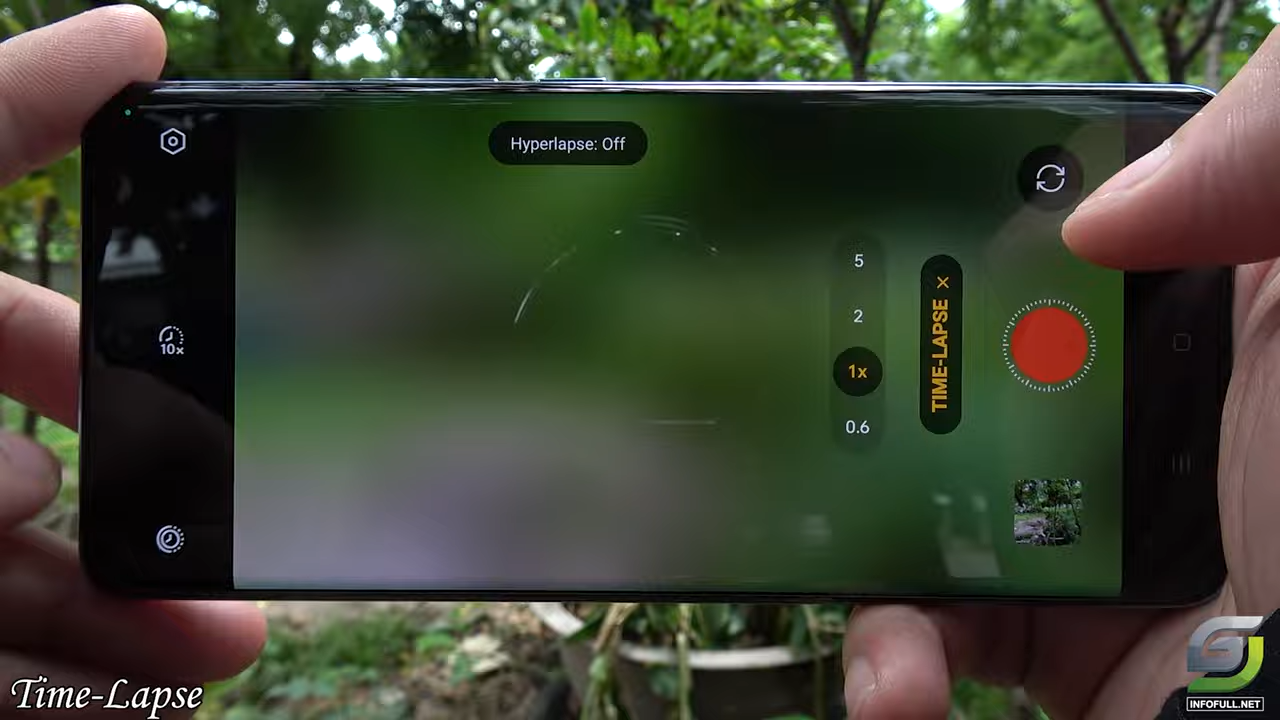 Hyperlapse: Off
5
2
1x
0.6
TIME-LAPSE ×
10x
Time-Lapse
INFOFULL.NET